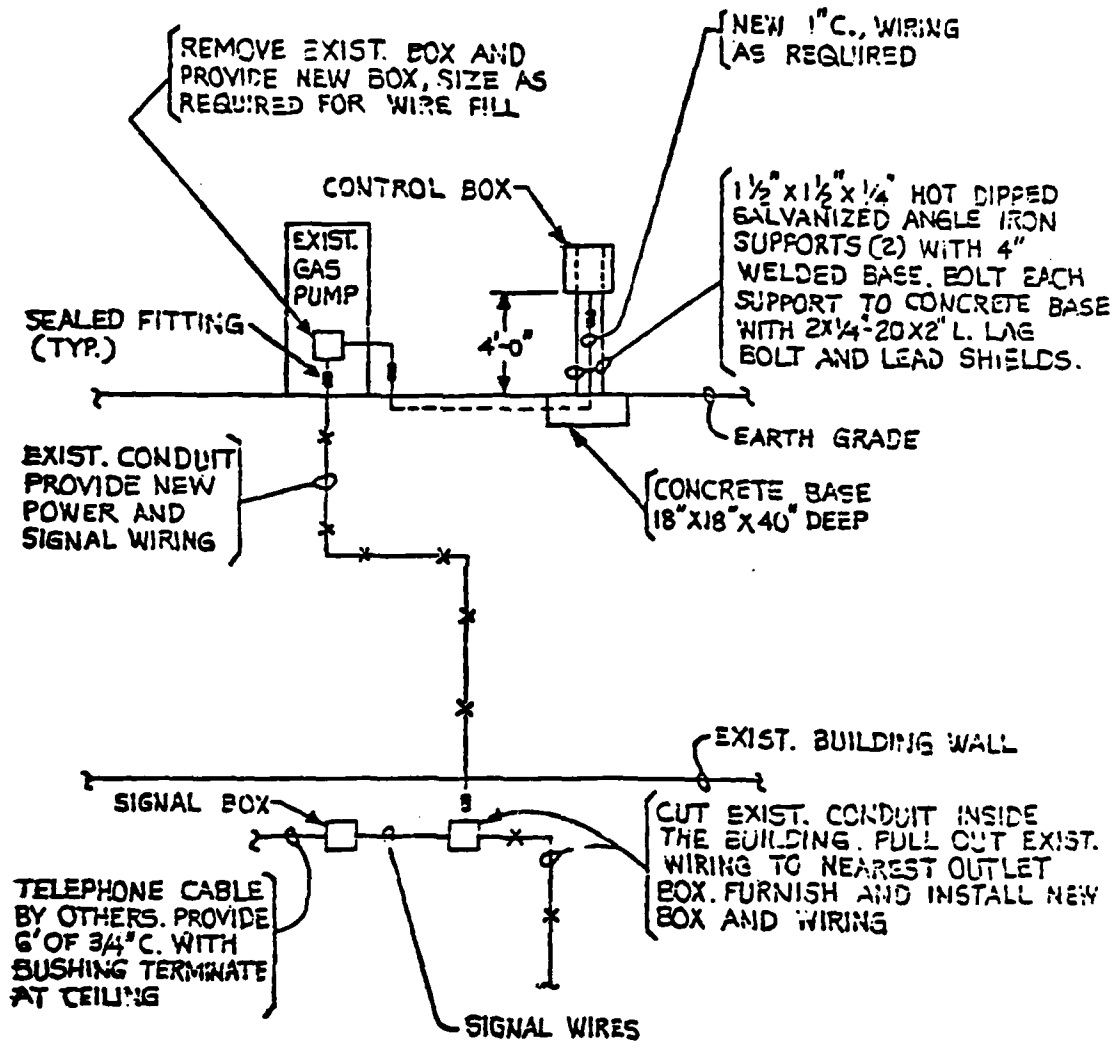 REMOVE EXIST. BOX AND
PROVIDE NEW BOX, SIZE AS
REQUIRED FOR WIRE FILL
NEW 1"C., WIRING
AS REQUIRED
CONTROL BOX
1½"X1½"X¼" HOT DIPPED
GALVANIZED ANGLE IRON
SUPPORTS (2) WITH 4"
WELDED BASE. BOLT EACH
SUPPORT TO CONCRETE BASE
WITH 2X¼"-20X2" L. LAG
BOLT AND LEAD SHIELDS.
EXIST.
GAS
PUMP
SEALED FITTING
(TYP.)
4'-0"
EARTH GRADE
EXIST. CONDUIT
PROVIDE NEW
POWER AND
SIGNAL WIRING
CONCRETE BASE
18"X18"X40" DEEP
EXIST. BUILDING WALL
SIGNAL BOX
CUT EXIST. CONDUIT INSIDE
THE BUILDING. PULL OUT EXIST.
WIRING TO NEAREST OUTLET
BOX. FURNISH AND INSTALL NEW
BOX AND WIRING
TELEPHONE CABLE
BY OTHERS. PROVIDE
6' OF 3/4"C. WITH
BUSHING TERMINATE
AT CEILING
SIGNAL WIRES